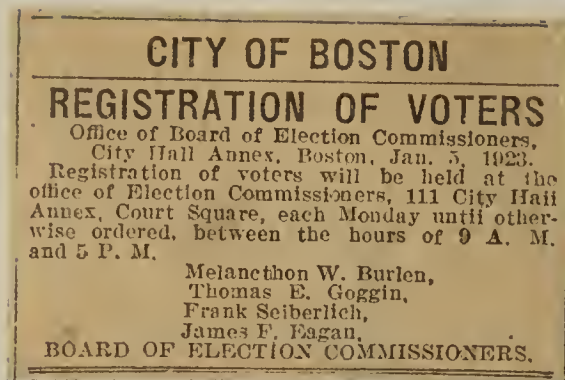 CITY OF BOSTON
REGISTRATION OF VOTERS
Office of Board of Election Commissioners,
City Hall Annex, Boston, Jan. 5, 1923.
Registration of voters will be held at the
office of Election Commissioners, 111 City Hall
Annex, Court Square, each Monday until other-
wise ordered, between the hours of 9 A. M.
and 5 P. M.
Melancthon W. Burlen,
Thomas E. Goggin,
Frank Seiberlich,
James F. Eagan,
BOARD OF ELECTION COMMISSIONERS.